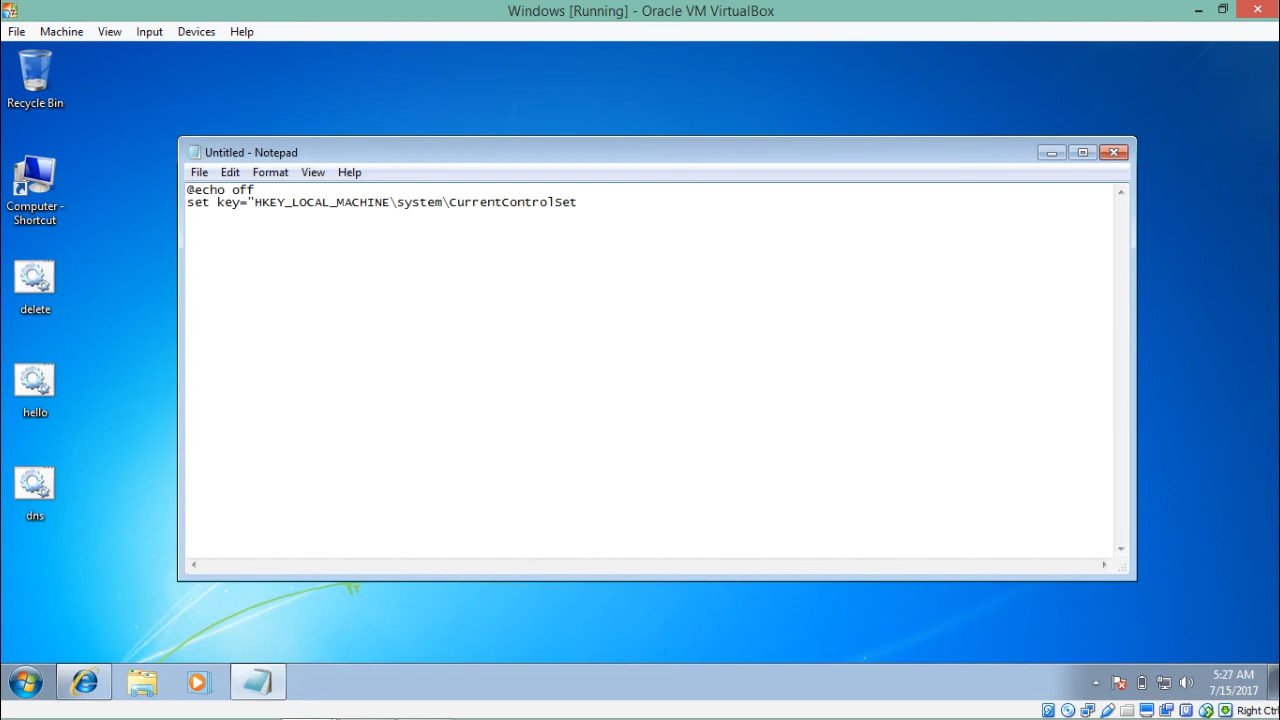 Windows [Running] - Oracle VM VirtualBox
File Machine View Input Devices Help
Recycle Bin
Computer -
Shortcut
delete
hello
dns
Untitled - Notepad
File Edit Format View Help
@echo off
set key="HKEY_LOCAL_MACHINE\system\CurrentControlSet
5:27 AM
7/15/2017
Right Ctrl